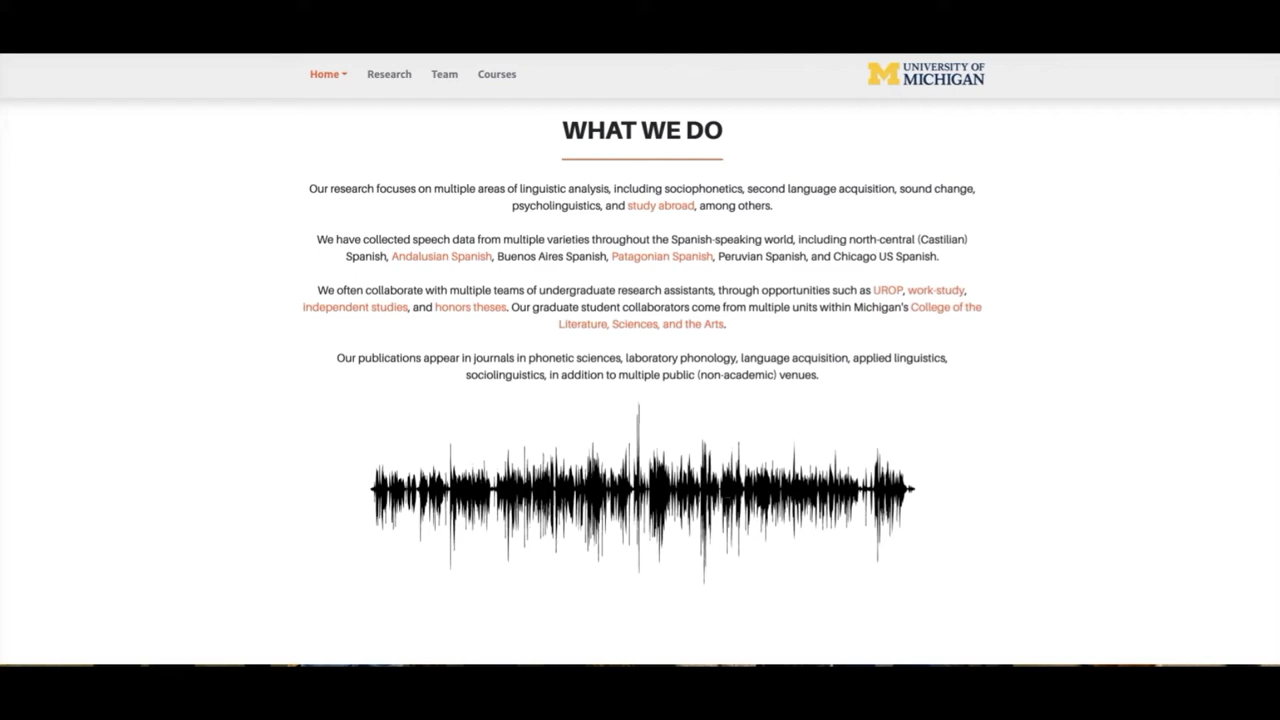 Home Research Team Courses
UNIVERSITY OF
MICHIGAN
WHAT WE DO
Our research focuses on multiple areas of linguistic analysis, including sociophonetics, second language acquisition, sound change,
psycholinguistics, and study abroad, among others.
We have collected speech data from multiple varieties throughout the Spanish-speaking world, including north-central (Castilian)
Spanish, Andalusian Spanish, Buenos Aires Spanish, Patagonian Spanish, Peruvian Spanish, and Chicago US Spanish.
We often collaborate with multiple teams of undergraduate research assistants, through opportunities such as UROP, work-study,
independent studies, and honors theses. Our graduate student collaborators come from multiple units within Michigan's College of the
Literature, Sciences, and the Arts.
Our publications appear in journals in phonetic sciences, laboratory phonology, language acquisition, applied linguistics,
sociolinguistics, in addition to multiple public (non-academic) venues.